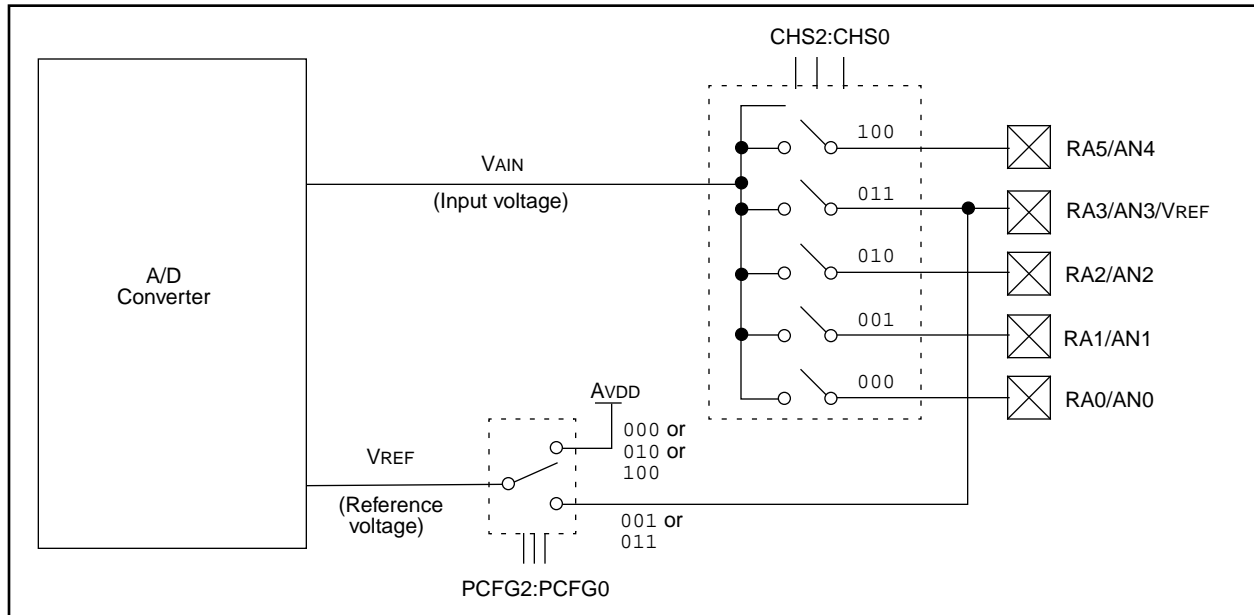 CHS2:CHS0
100
RA5/AN4
VAIN
(Input voltage)
011
RA3/AN3/VREF
A/D
Converter
010
RA2/AN2
001
RA1/AN1
000
RA0/AN0
AVDD
000 or
010 or
100
VREF
(Reference
voltage)
001 or
011
PCFG2:PCFG0